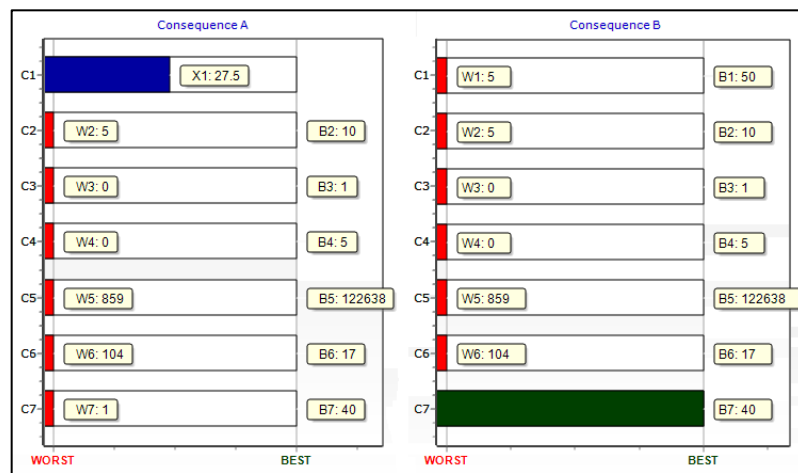 Consequence A
C1 X1: 27.5
C2 W2: 5 B2: 10
C3 W3: 0 B3: 1
C4 W4: 0 B4: 5
C5 W5: 859 B5: 122638
C6 W6: 104 B6: 17
C7 W7: 1 B7: 40
WORST BEST
Consequence B
C1 W1: 5 B1: 50
C2 W2: 5 B2: 10
C3 W3: 0 B3: 1
C4 W4: 0 B4: 5
C5 W5: 859 B5: 122638
C6 W6: 104 B6: 17
C7 B7: 40
WORST BEST